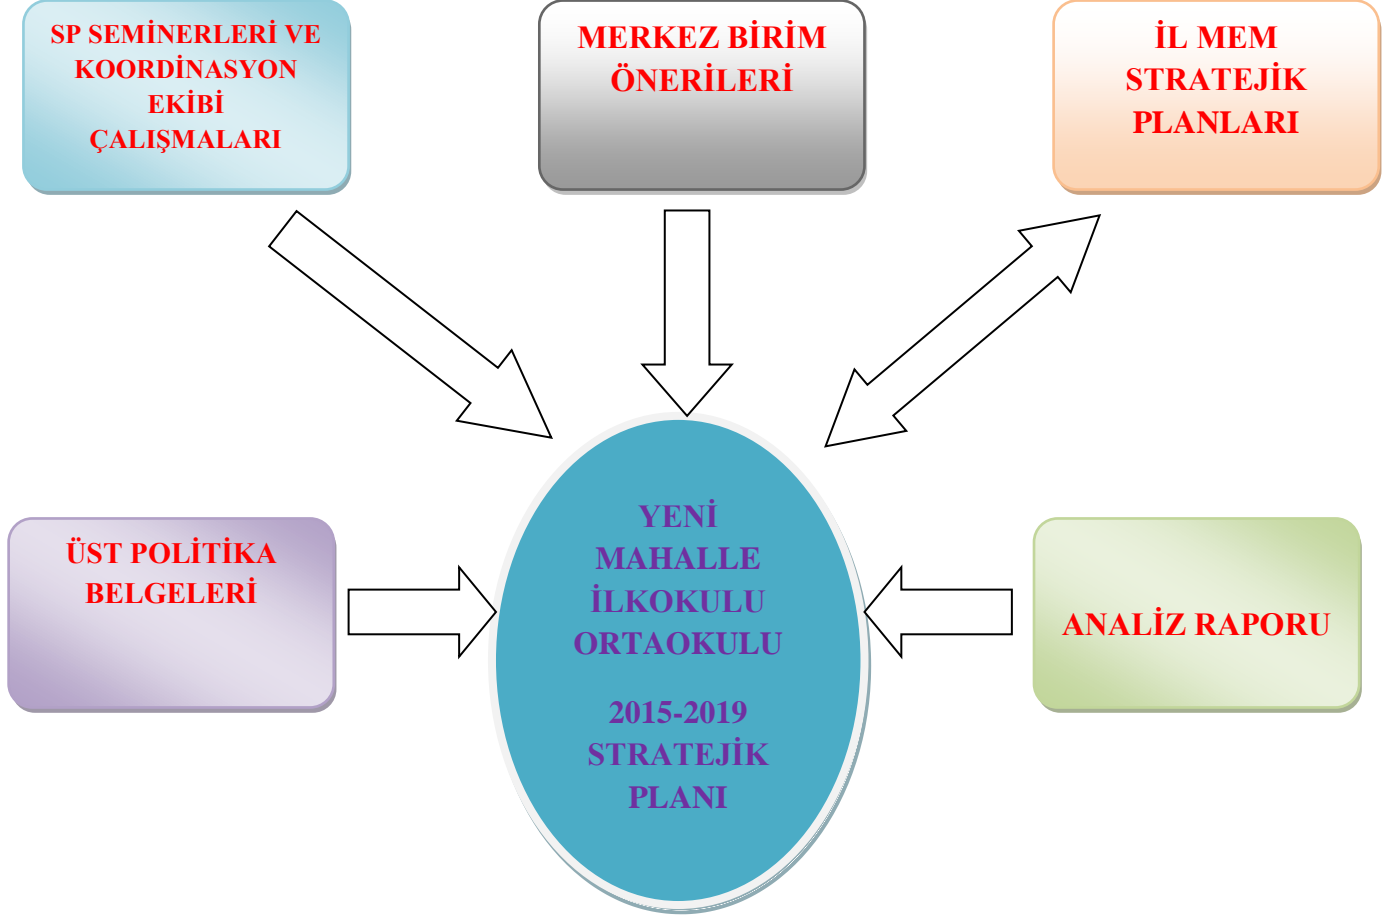 SP SEMİNERLERİ VE
KOORDİNASYON
EKİBİ
ÇALIŞMALARI
MERKEZ BİRİM
ÖNERİLERİ
İL MEM
STRATEJİK
PLANLARI
ÜST POLİTİKA
BELGELERİ
YENİ
MAHALLE
İLKOKULU
ORTAOKULU
2015-2019
STRATEJİK
PLANI
ANALİZ RAPORU